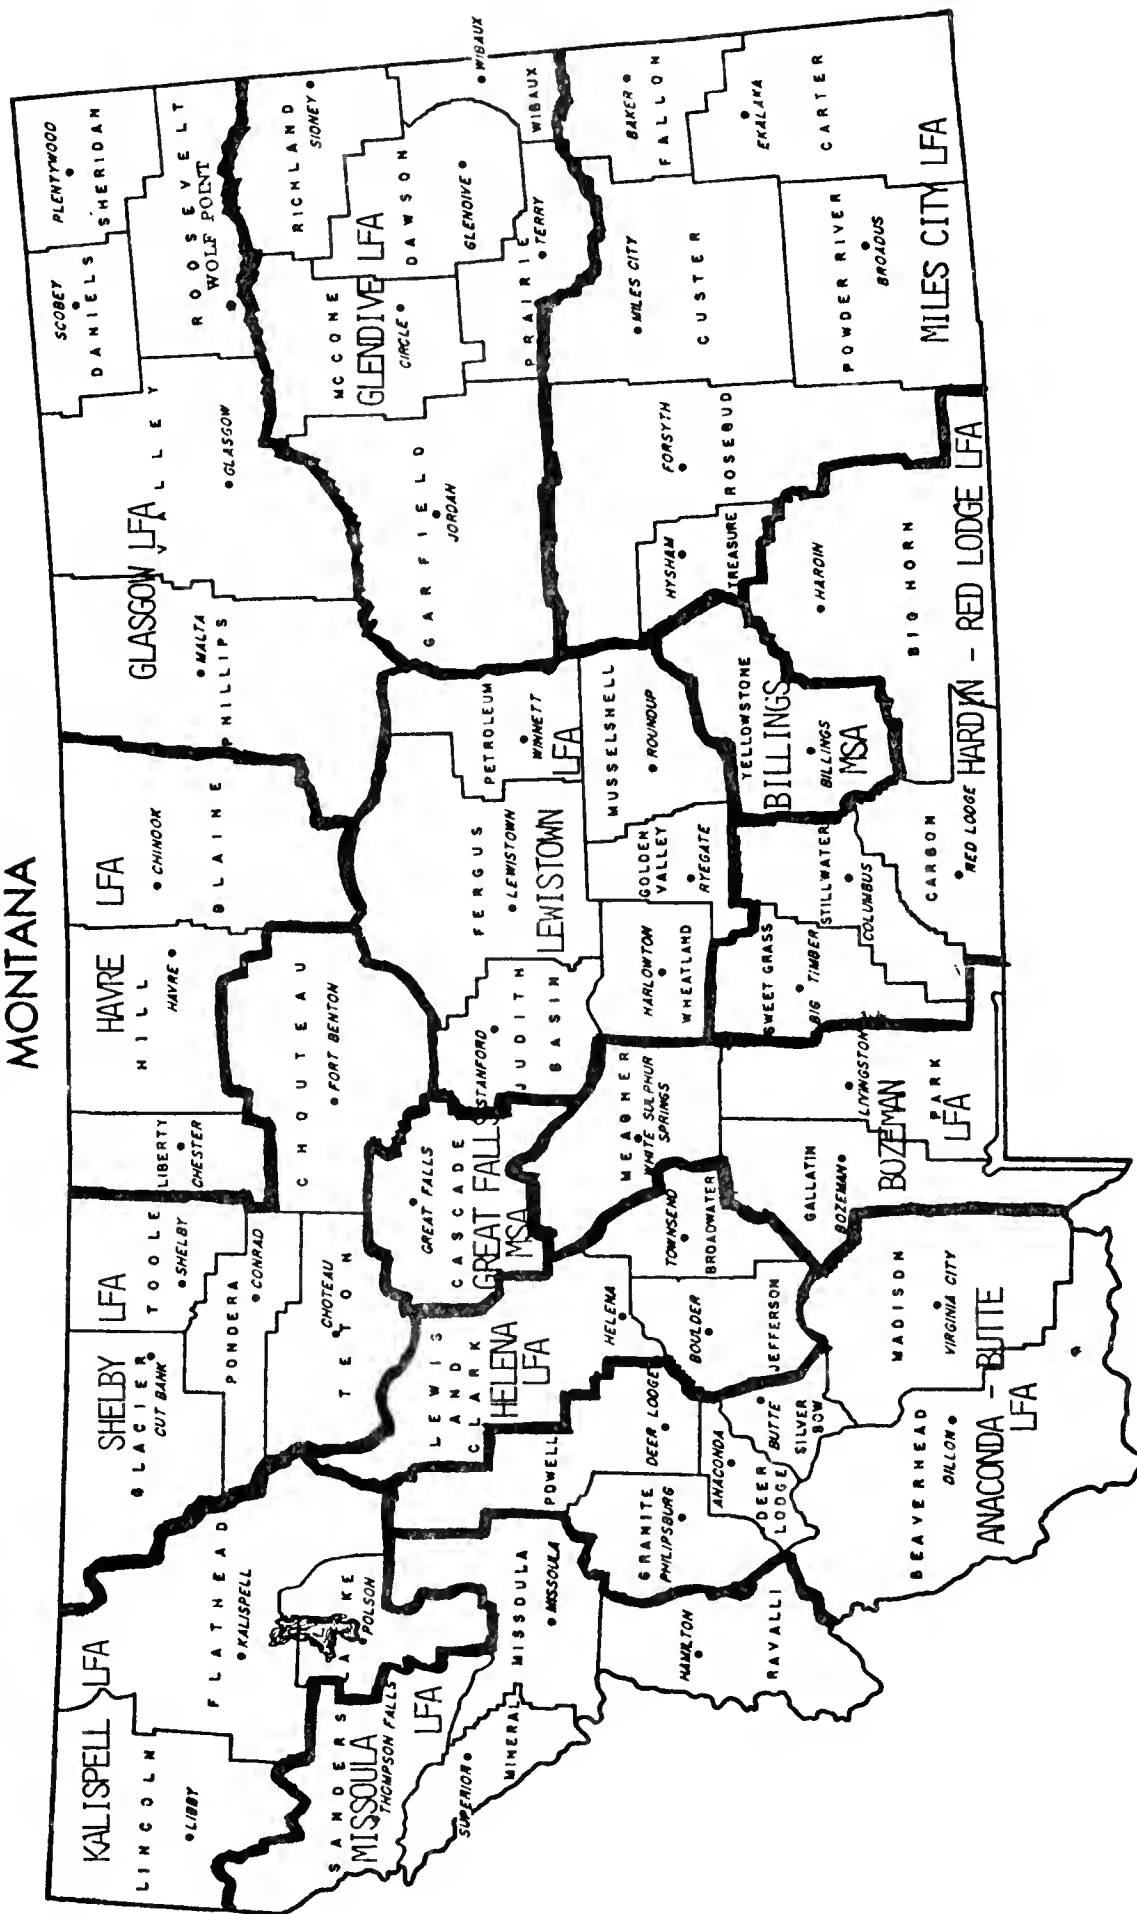 MONTANA
KALISPELL LFA
LINCOLN
LIBBY
FLATHEAD
KALISPELL
LAKE
POLSON
SANDERS
MISSOULA
LFA
THOMPSON FALLS
SUPERIOR
MINERAL
MISSOULA
MISSOULA
HAMILTON
RAVALLI
SHELBY LFA
GLACIER
CUT BANK
TOOLE
SHELBY
PONDERA
CONRAD
CHOTEAU
TETON
LEWIS
AND
CLARK
HELENA
LFA
HELENA
POWELL
DEER LODGE
GRANITE
PHILIPSBURG
ANACONDA
DEER
LODGE
BUTTE
SILVER
BOW
BOULDER
JEFFERSON
TOWNSEND
BROADWATER
MADISON
VIRGINIA CITY
BEAVERHEAD
DILLON
ANACONDA - BUTTE
LFA
HAVRE LFA
LIBERTY
CHESTER
HILL
HAVRE
CHINOOK
BLAINE
CHOUTEAU
FORT BENTON
GREAT FALLS
CASCADE
GREAT FALLS
MSA
STANFORD
JUDITH
BASIN
MEAGHER
WHITE SULPHUR
SPRINGS
GALLATIN
BOZEMAN
BOZEMAN
LFA
LIVINGSTON
PARK
FERGUS
LEWISTOWN
LEWISTOWN LFA
PETROLEUM
WINNETT
MUSSELSHELL
ROUNDUP
GOLDEN
VALLEY
RYEGATE
HARLOWTON
WHEATLAND
SWEET GRASS
BIG TIMBER
STILLWATER
COLUMBUS
CARBON
RED LODGE
YELLOWSTONE
BILLINGS
BILLINGS
MSA
HARDIN - RED LODGE LFA
HARDIN
BIG HORN
GLASGOW LFA
MALTA
PHILLIPS
VALLEY
GLASGOW
SCOBEY
DANIELS
PLENTYWOOD
SHERIDAN
ROOSEVELT
WOLF POINT
GARFIELD
JORDAN
MCCONE
GLENDIVE LFA
CIRCLE
RICHLAND
SIDNEY
DAWSON
GLENDIVE
PRAIRIE
TERRY
WIBAUX
WIBAUX
HYSHAM
TREASURE
FORSYTH
ROSEBUD
MILES CITY
CUSTER
BAKER
FALLON
EKALAKA
CARTER
POWDER RIVER
BROADUS
MILES CITY LFA